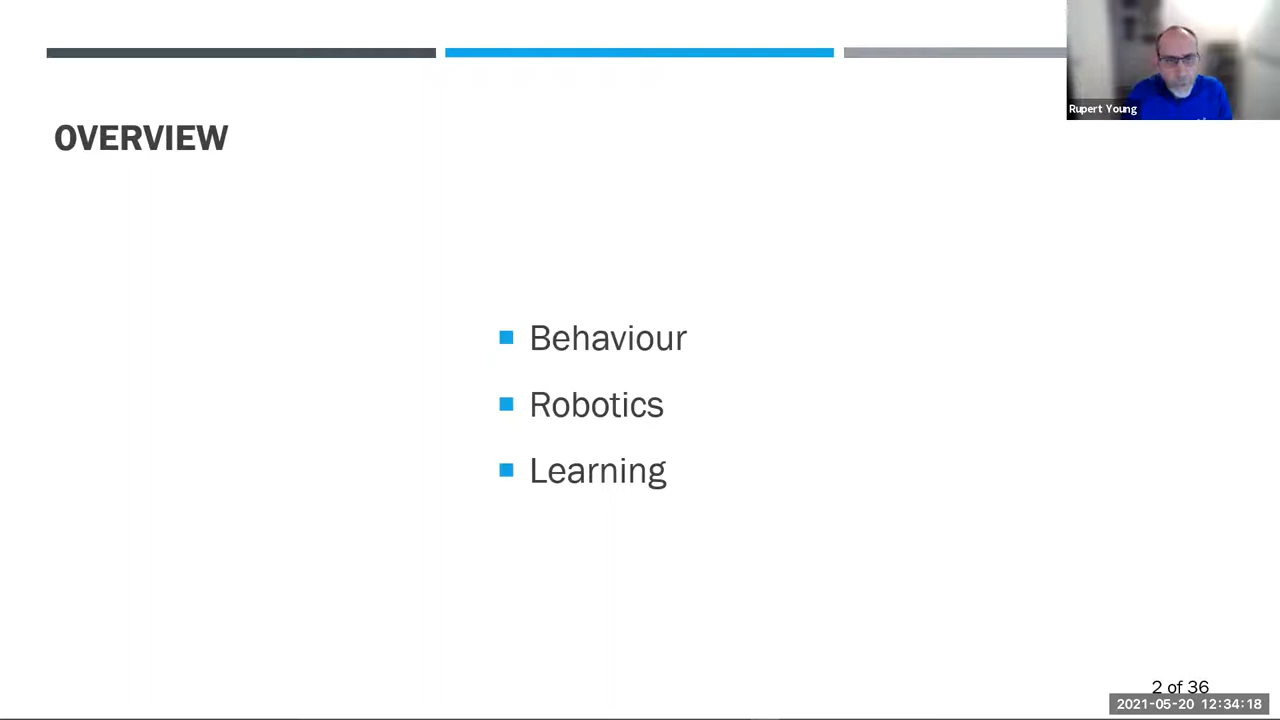 Rupert Young
OVERVIEW
Behaviour
Robotics
Learning
2 of 36
2021-05-20 12:34:18